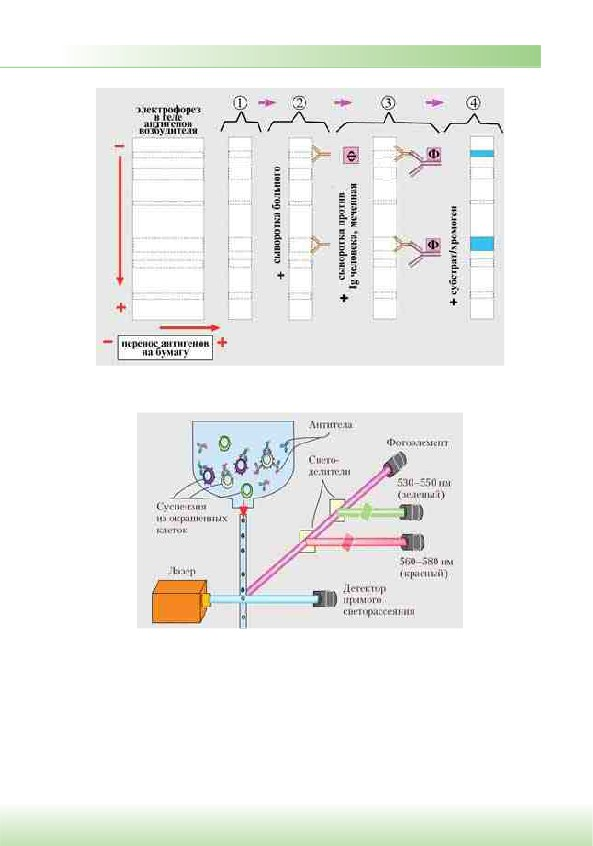 электрофорез
в геле
антигенов
возбудителя
1
2
3
4
–
+
+ сыворотка больного
Ф
+ сыворотка против
Ig человека, меченная
Ф
Ф
+ субстрат/хромоген
–
перенос антигенов
на бумагу
+
Антитела
Суспензия
из окрашенных
клеток
Свето-
делители
Фотоэлемент
530–550 нм
(зеленый)
560–580 нм
(красный)
Лазер
Детектор
прямого
светорассеяния